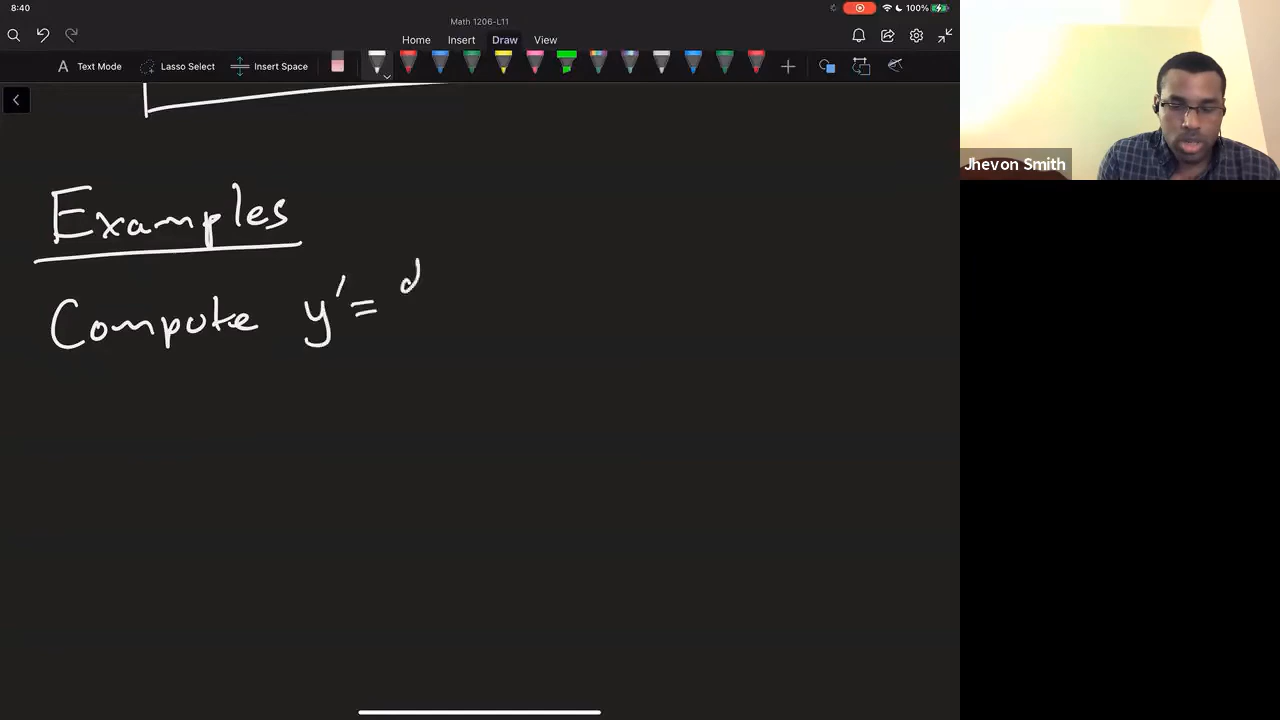 8:40
100%
Math 1206-L11
Home Insert Draw View
Text Mode Lasso Select Insert Space
Jhevon Smith
Examples
Compute y' = d